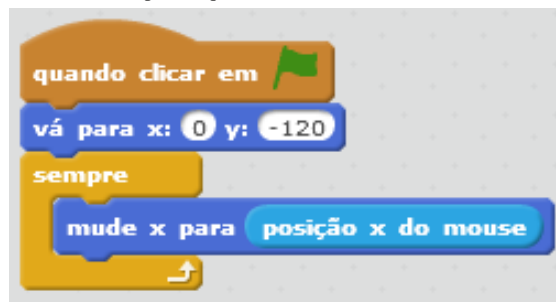 quando clicar em
vá para x: 0 y: -120
sempre
mude x para posição x do mouse